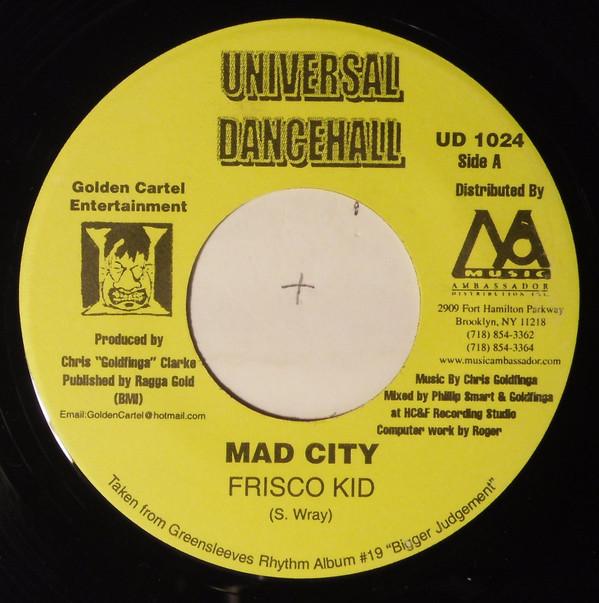 UNIVERSAL
DANCEHALL
UD 1024
Side A
Golden Cartel
Entertainment
Distributed By
MA
MUSIC
AMBASSADOR
DISTRIBUTION INC.
2909 Fort Hamilton Parkway
Brooklyn, NY 11218
(718) 854-3362
(718) 854-3364
www.musicambassador.com
Produced by
Chris "Goldfinga" Clarke
Published by Ragga Gold
(BMI)
Email:GoldenCartel@hotmail.com
Music By Chris Goldfinga
Mixed by Phillip Smart & Goldfinga
at HC&F Recording Studio
Computer work by Roger
MAD CITY
FRISCO KID
(S. Wray)
Taken from Greensleeves Rhythm Album #19 "Bigger Judgement"